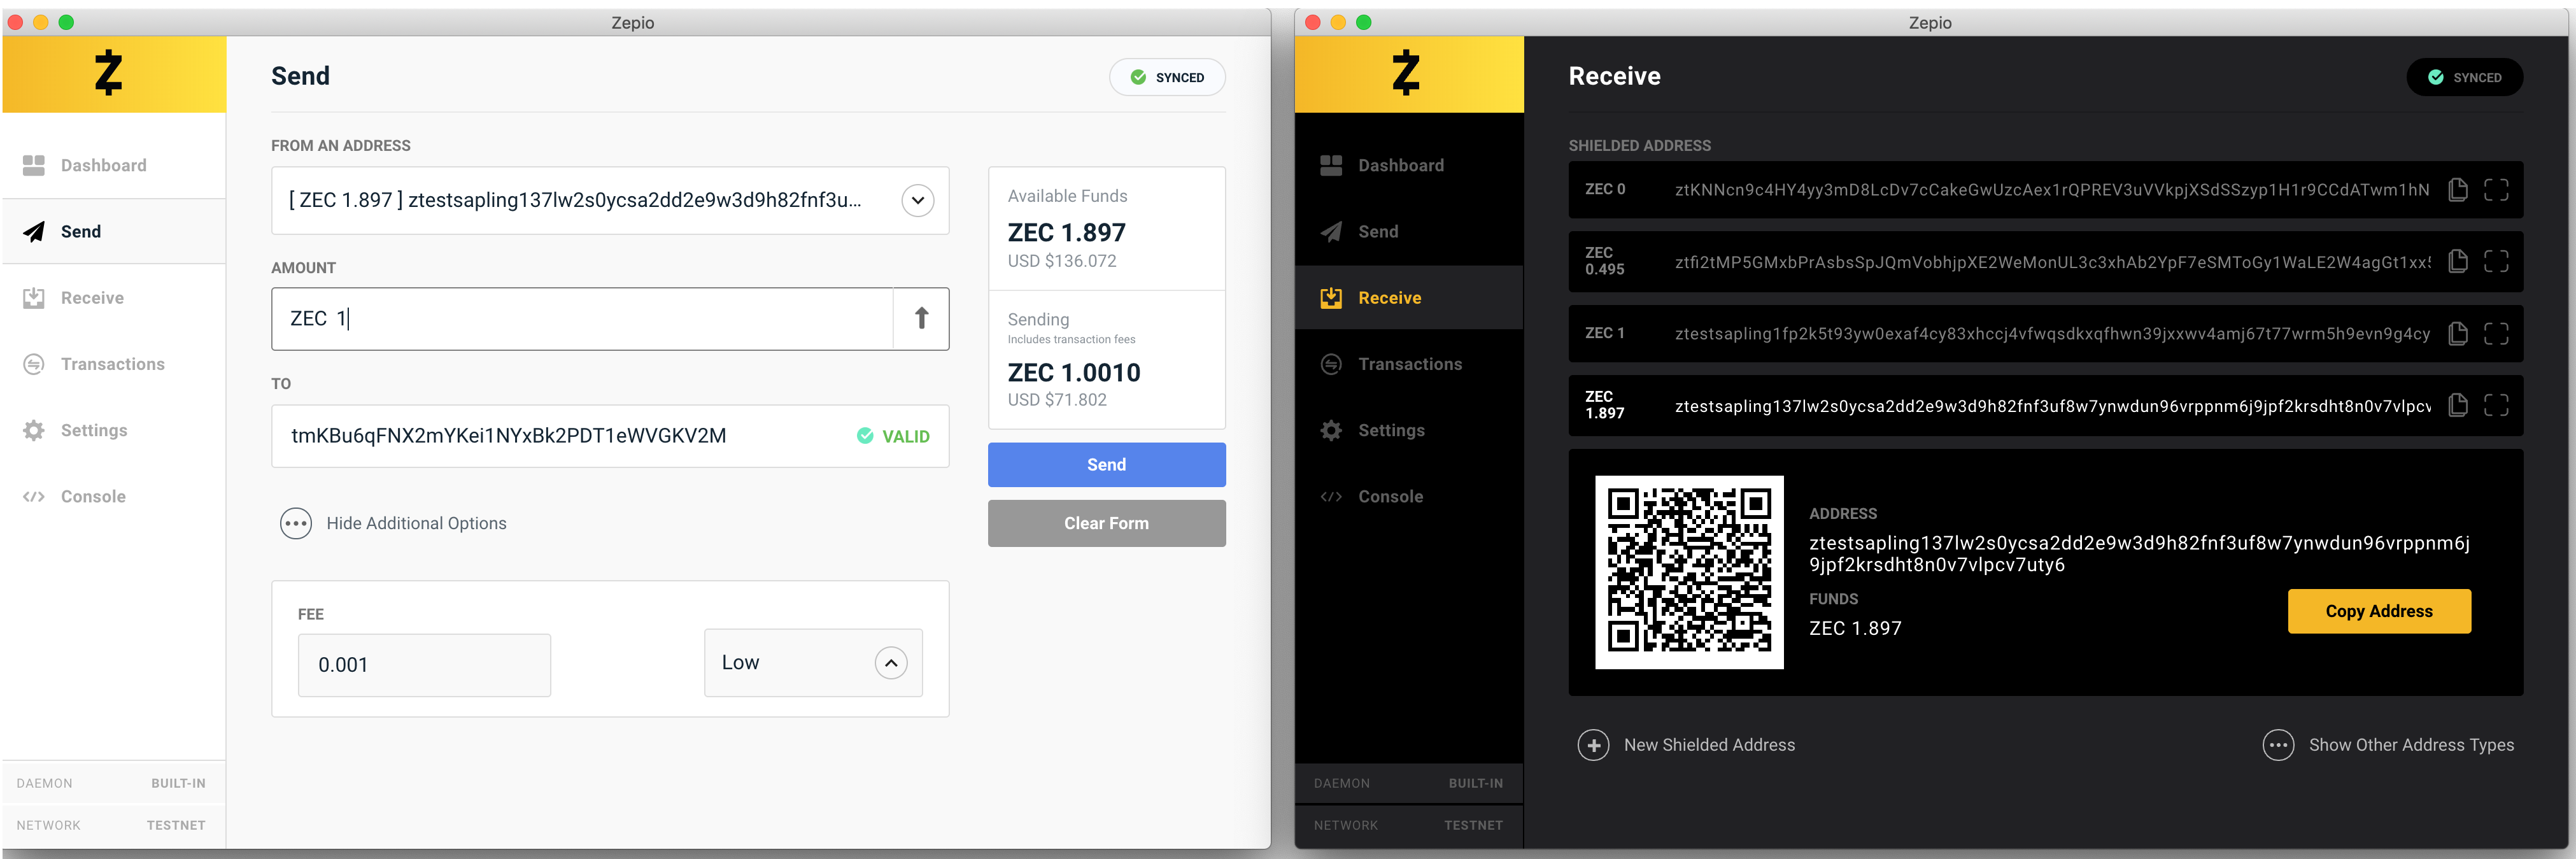 Zepio
Send
SYNCED
Dashboard
Send
Receive
Transactions
Settings
Console
DAEMON BUILT-IN
NETWORK TESTNET
FROM AN ADDRESS
[ ZEC 1.897 ] ztestsapling137lw2s0ycsa2dd2e9w3d9h82fnf3u...
AMOUNT
ZEC 1
TO
tmKBu6qFNX2mYKei1NYxBk2PDT1eWVGKV2M VALID
Hide Additional Options
FEE
0.001 Low
Available Funds
ZEC 1.897
USD $136.072
Sending
Includes transaction fees
ZEC 1.0010
USD $71.802
Send
Clear Form
Zepio
Receive
SYNCED
Dashboard
Send
Receive
Transactions
Settings
Console
DAEMON BUILT-IN
NETWORK TESTNET
SHIELDED ADDRESS
ZEC 0 ztKNNcn9c4HY4yy3mD8LcDv7cCakeGwUzcAex1rQPREV3uVVkpjXSdSSzyp1H1r9CCdATwm1hN
ZEC
0.495 ztfi2tMP5GMxbPrAsbsSpJQmVobhjpXE2WeMonUL3c3xhAb2YpF7eSMToGy1WaLE2W4agGt1xx
ZEC 1 ztestsapling1fp2k5t93yw0exaf4cy83xhccj4vfwqsdkxqfhwn39jxxwv4amj67t77wrm5h9evn9g4cy
ZEC
1.897 ztestsapling137lw2s0ycsa2dd2e9w3d9h82fnf3uf8w7ynwdun96vrppnm6j9jpf2krsdht8n0v7vlpcv
ADDRESS
ztestsapling137lw2s0ycsa2dd2e9w3d9h82fnf3uf8w7ynwdun96vrppnm6j
9jpf2krsdht8n0v7vlpcv7uty6
FUNDS
ZEC 1.897
Copy Address
New Shielded Address
Show Other Address Types